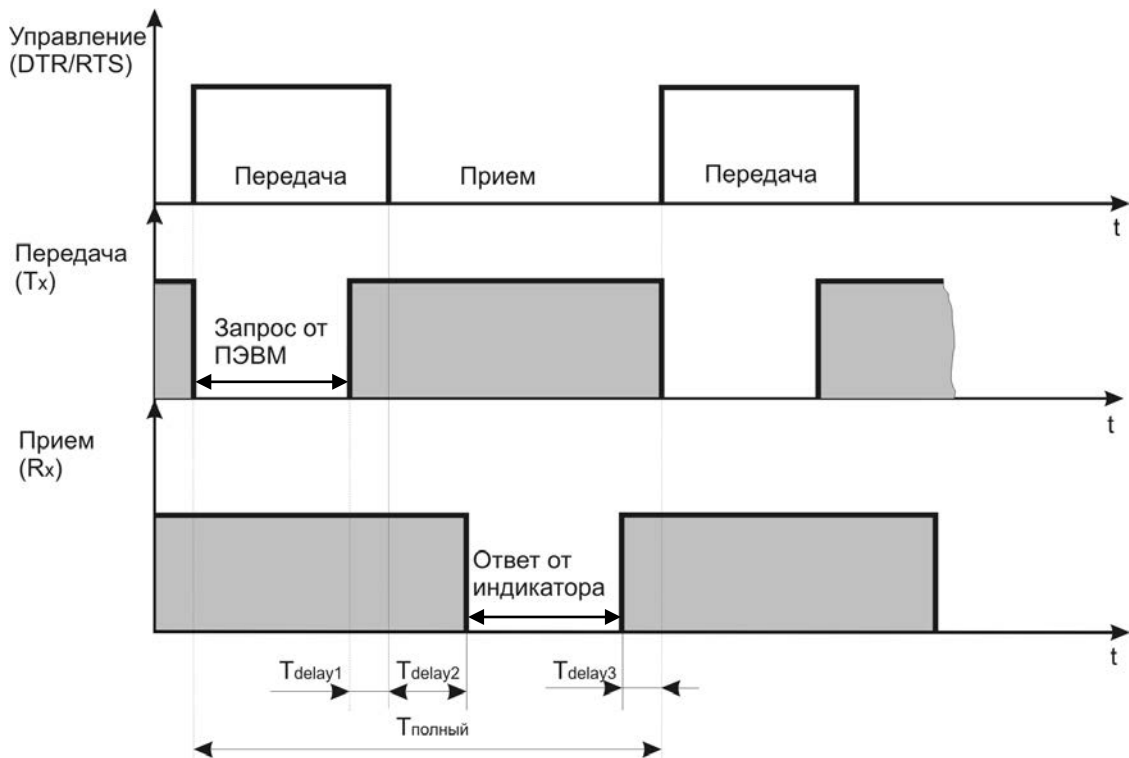 Управление
(DTR/RTS)
Передача
Прием
Передача
t
Передача
(Tx)
Запрос от
ПЭВМ
t
Прием
(Rx)
Ответ от
индикатора
t
Tdelay1
Tdelay2
Tdelay3
Tполный